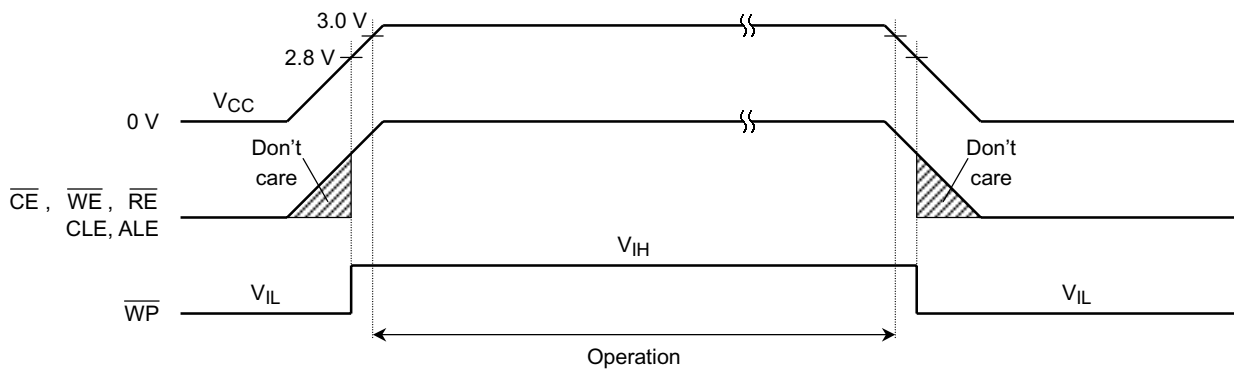 3.0 V
2.8 V
VCC
0 V
Don't
care
Don't
care
CE , WE , RE
CLE, ALE
VIH
VIL
VIL
WP
Operation